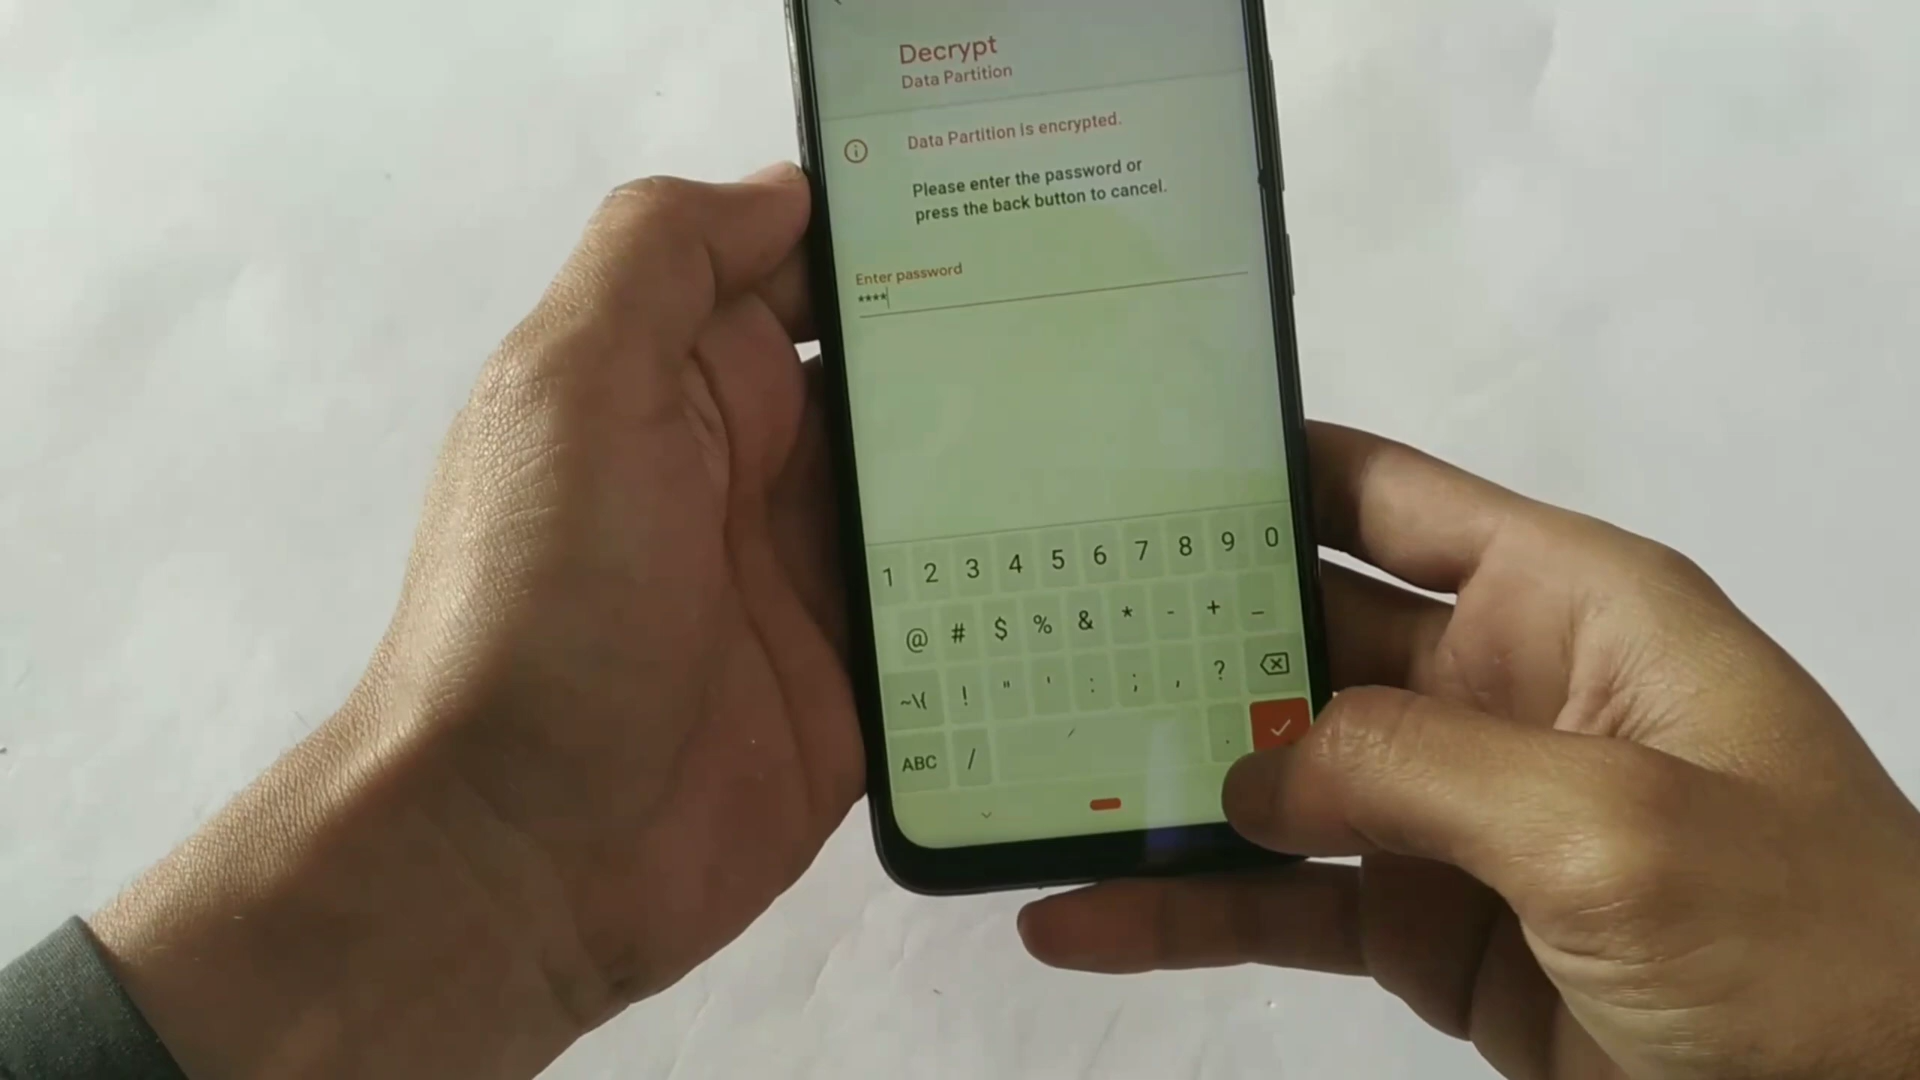 Decrypt
Data Partition
Data Partition is encrypted.
Please enter the password or
press the back button to cancel.
Enter password
****
1 2 3 4 5 6 7 8 9 0
@ # $ % & * - + _
~\{ ! " ' : ; , ?
ABC / .